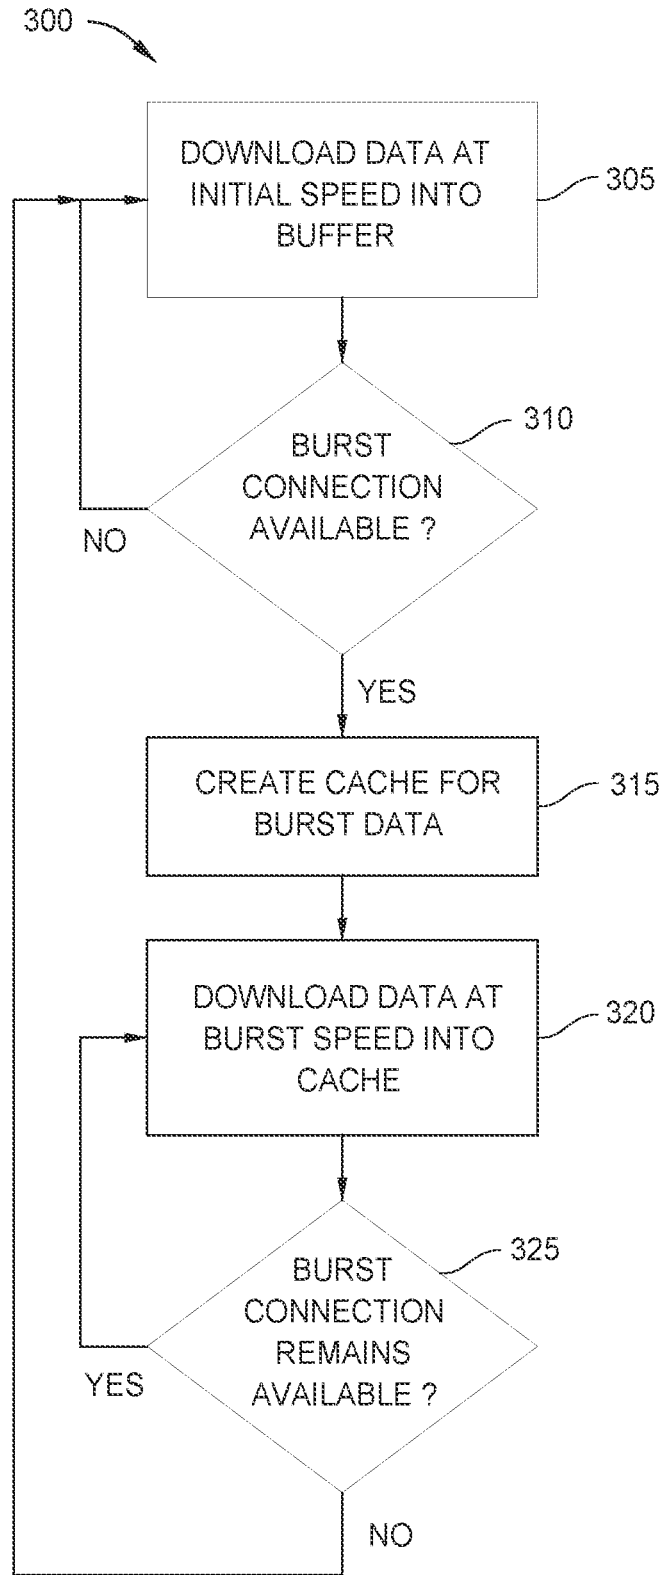 300
DOWNLOAD DATA AT
INITIAL SPEED INTO
BUFFER
305
BURST
CONNECTION
AVAILABLE ?
310
NO
YES
CREATE CACHE FOR
BURST DATA
315
DOWNLOAD DATA AT
BURST SPEED INTO
CACHE
320
BURST
CONNECTION
REMAINS
AVAILABLE ?
325
YES
NO